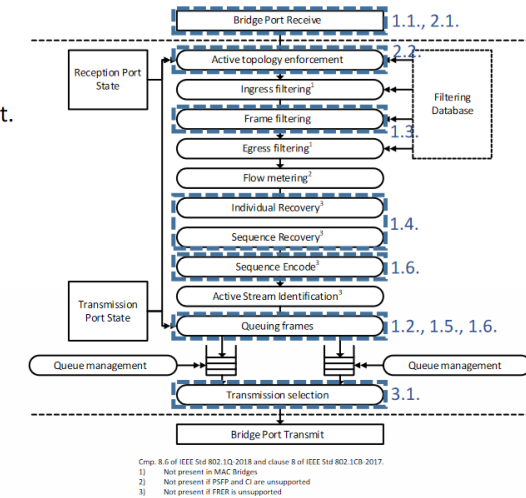 Bridge Port Receive
1.1., 2.1.
2.2.
Active topology enforcement
Reception Port
State
t.
Ingress filtering1
Filtering
Database
Frame filtering
1.3.
Egress filtering1
Flow metering2
Individual Recovery3
1.4.
Sequence Recovery3
Sequence Encode3
1.6.
Active Stream Identification3
Transmission
Port State
Queuing frames
1.2., 1.5., 1.6.
Queue management
Queue management
Transmission selection
3.1.
Bridge Port Transmit
Cmp. 8.6 of IEEE Std 802.1Q-2018 and clause 8 of IEEE Std 802.1CB-2017.
1) Not present in MAC Bridges
2) Not present if PSFP and CI are unsupported
3) Not present if FRER is unsupported